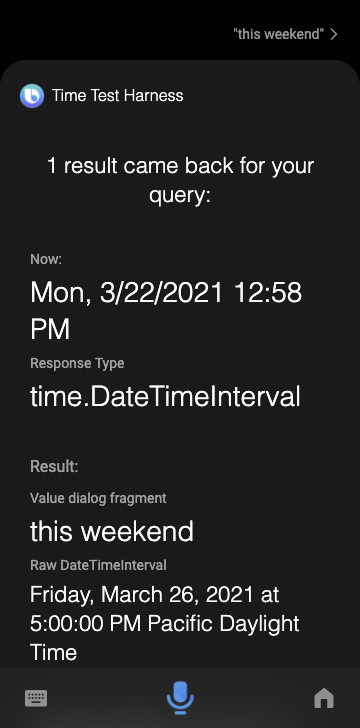 "this weekend"
Time Test Harness
1 result came back for your
query:
Now:
Mon, 3/22/2021 12:58
PM
Response Type
time.DateTimeInterval
Result:
Value dialog fragment
this weekend
Raw DateTimeInterval
Friday, March 26, 2021 at
5:00:00 PM Pacific Daylight
Time